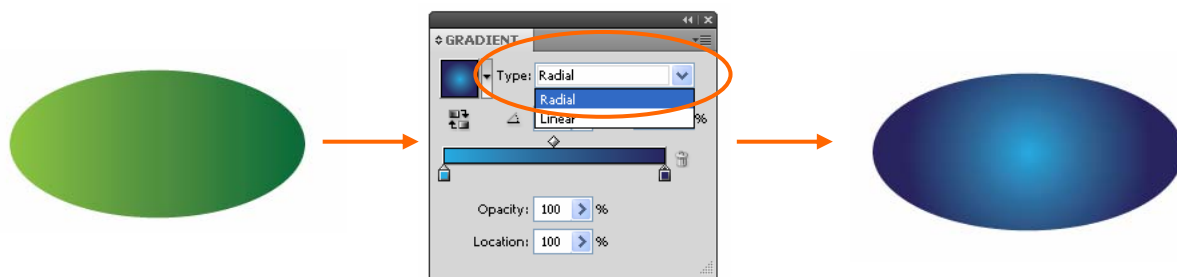 GRADIENT
Type: Radial
Radial
Linear
%
Opacity: 100 %
Location: 100 %